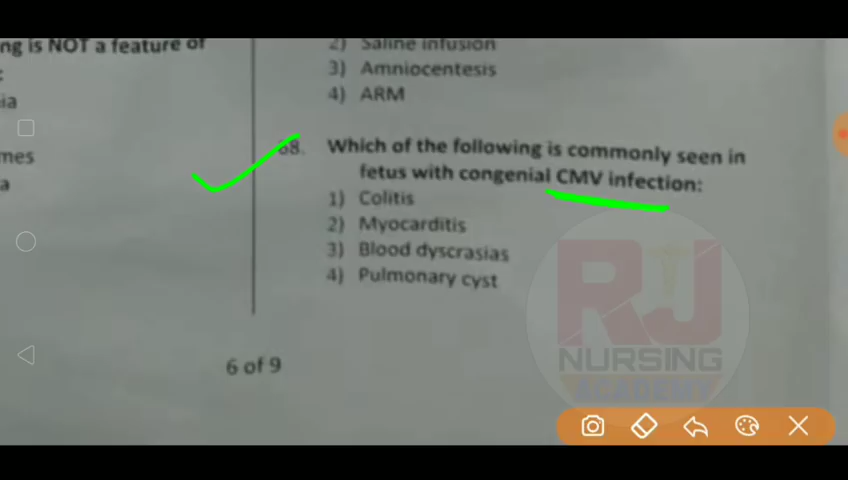 ng is NOT a feature of
ia
mes
a
2) Saline infusion
3) Amniocentesis
4) ARM
68. Which of the following is commonly seen in
fetus with congenial CMV infection:
1) Colitis
2) Myocarditis
3) Blood dyscrasias
4) Pulmonary cyst
6 of 9
RJ
NURSING
ACADEMY